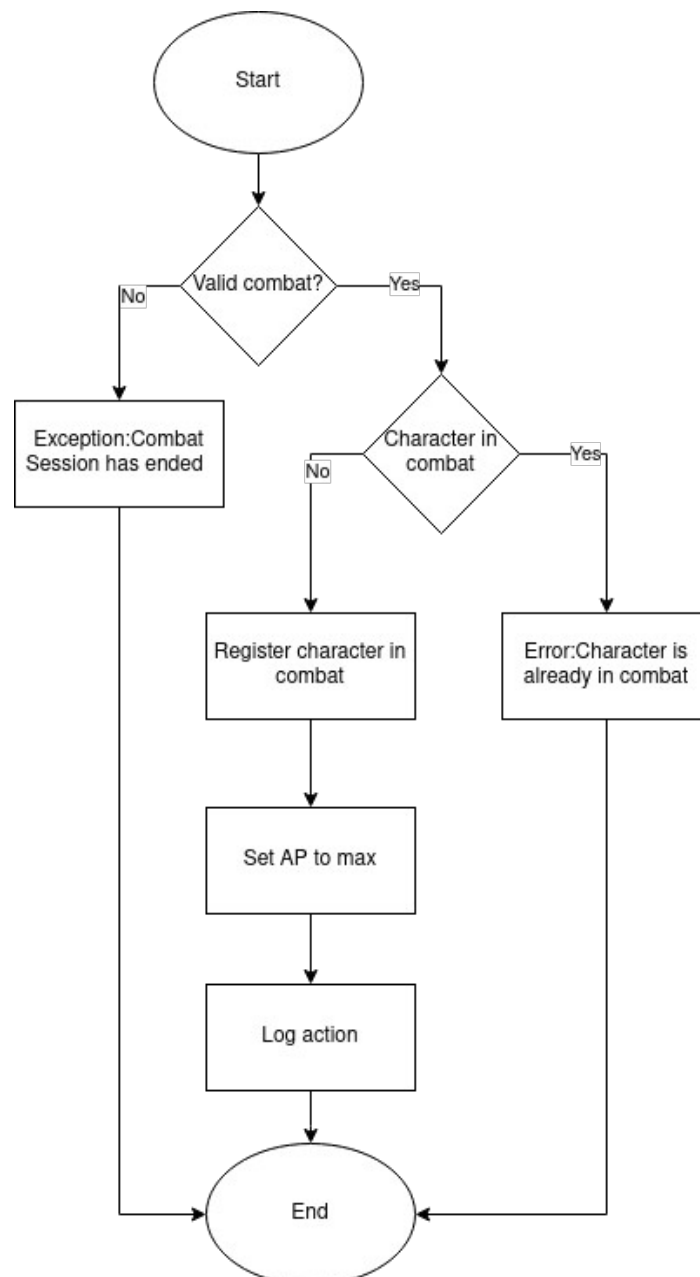 Start
Valid combat?
No
Yes
Exception:Combat
Session has ended
Character in
combat
No
Yes
Register character in
combat
Error:Character is
already in combat
Set AP to max
Log action
End